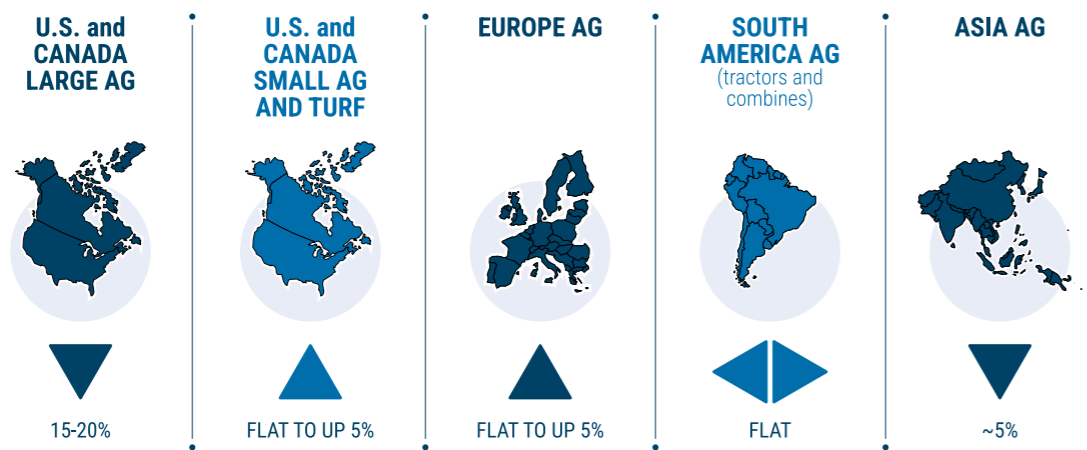 U.S. and
CANADA
LARGE AG
15-20%
U.S. and
CANADA
SMALL AG
AND TURF
FLAT TO UP 5%
EUROPE AG
FLAT TO UP 5%
SOUTH
AMERICA AG
(tractors and
combines)
FLAT
ASIA AG
~5%